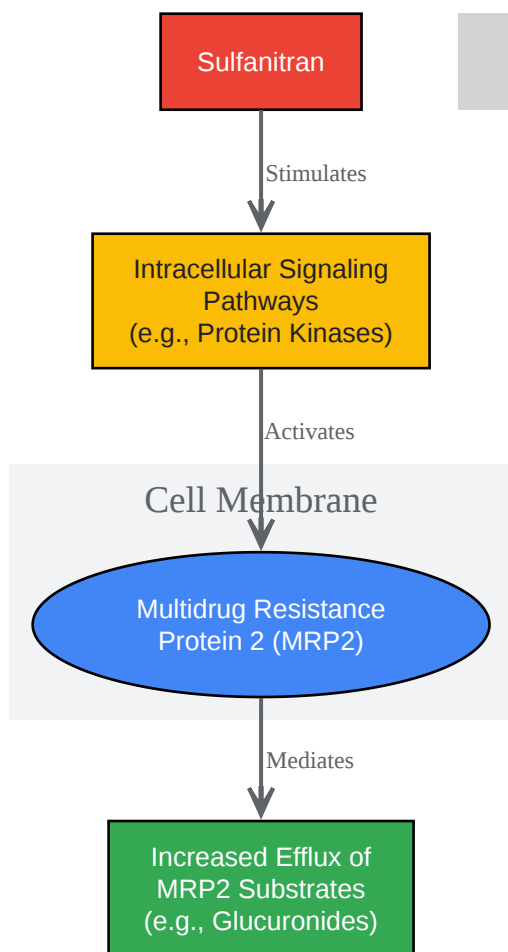 Sulfanitran
Stimulates
Intracellular Signaling
Pathways
(e.g., Protein Kinases)
Activates
Cell Membrane
Multidrug Resistance
Protein 2 (MRP2)
Mediates
Increased Efflux of
MRP2 Substrates
(e.g., Glucuronides)